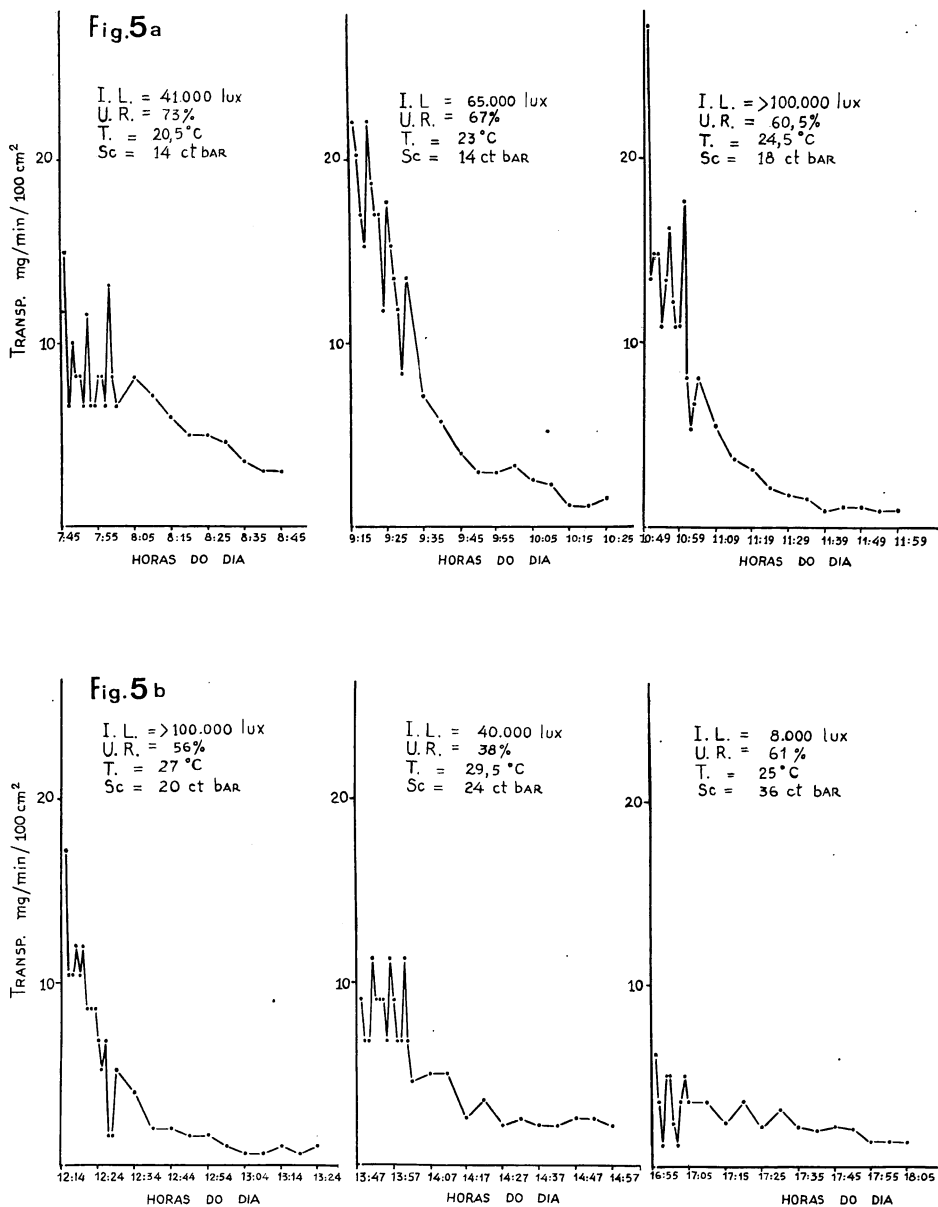 Fig.5a
TRANSP. mg/min/100 cm²
20
10
I. L. = 41.000 lux
U. R. = 73%
T. = 20,5°C
Sc = 14 ct BAR
7:45 7:55 8:05 8:15 8:25 8:35 8:45
HORAS DO DIA
20
10
I. L = 65.000 lux
U. R. = 67%
T. = 23°C
Sc = 14 ct BAR
9:15 9:25 9:35 9:45 9:55 10:05 10:15 10:25
HORAS DO DIA
20
10
I. L. = >100.000 lux
U. R. = 60,5%
T. = 24,5°C
Sc = 18 ct BAR
10:49 10:59 11:09 11:19 11:29 11:39 11:49 11:59
HORAS DO DIA
Fig.5b
TRANSP. mg/min/100 cm²
20
10
I. L. = >100.000 lux
U. R. = 56%
T. = 27 °C
Sc = 20 ct BAR
12:14 12:24 12:34 12:44 12:54 13:04 13:14 13:24
HORAS DO DIA
20
10
I. L. = 40.000 lux
U. R. = 38%
T. = 29,5 °C
Sc = 24 ct BAR
13:47 13:57 14:07 14:17 14:27 14:37 14:47 14:57
HORAS DO DIA
20
10
I. L. = 8.000 lux
U. R. = 61 %
T. = 25°C
Sc = 36 ct BAR
16:55 17:05 17:15 17:25 17:35 17:45 17:55 18:05
HORAS DO DIA